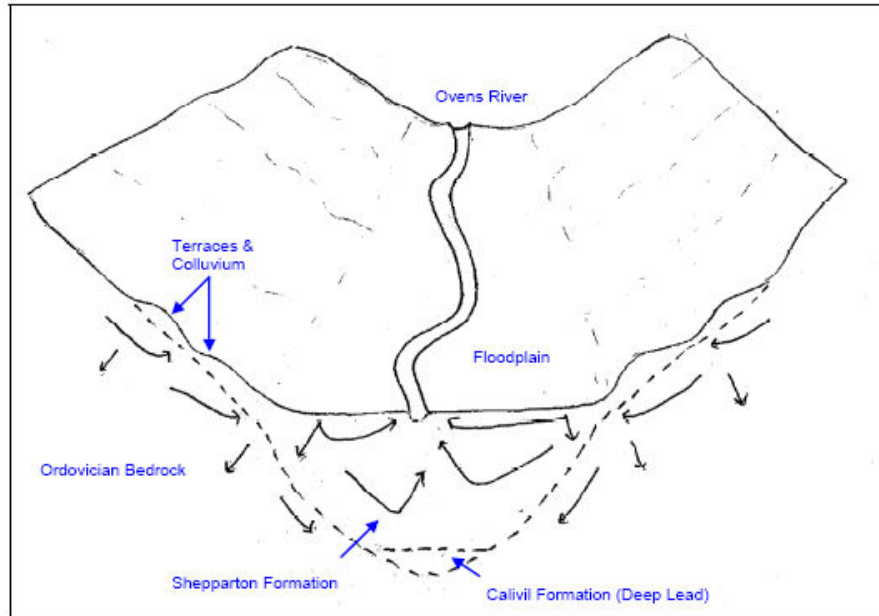 Ovens River
Terraces &
Colluvium
Floodplain
Ordovician Bedrock
Shepparton Formation
Calivil Formation (Deep Lead)